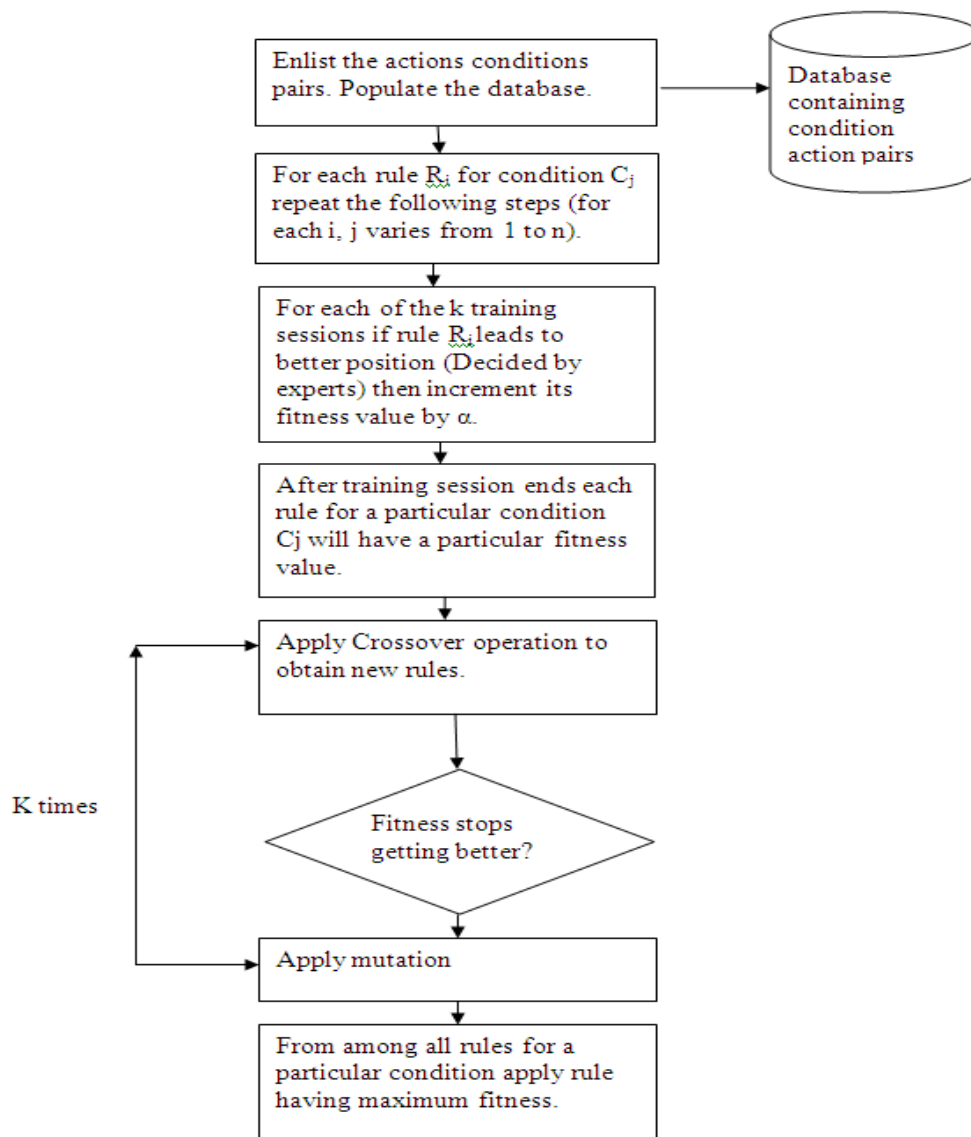 Enlist the actions conditions
pairs. Populate the database.
Database
containing
condition
action pairs
For each rule Rᵢ for condition Cⱼ
repeat the following steps (for
each i, j varies from 1 to n).
For each of the k training
sessions if rule Rᵢ leads to
better position (Decided by
experts) then increment its
fitness value by α.
After training session ends each
rule for a particular condition
Cj will have a particular fitness
value.
Apply Crossover operation to
obtain new rules.
K times
Fitness stops
getting better?
Apply mutation
From among all rules for a
particular condition apply rule
having maximum fitness.